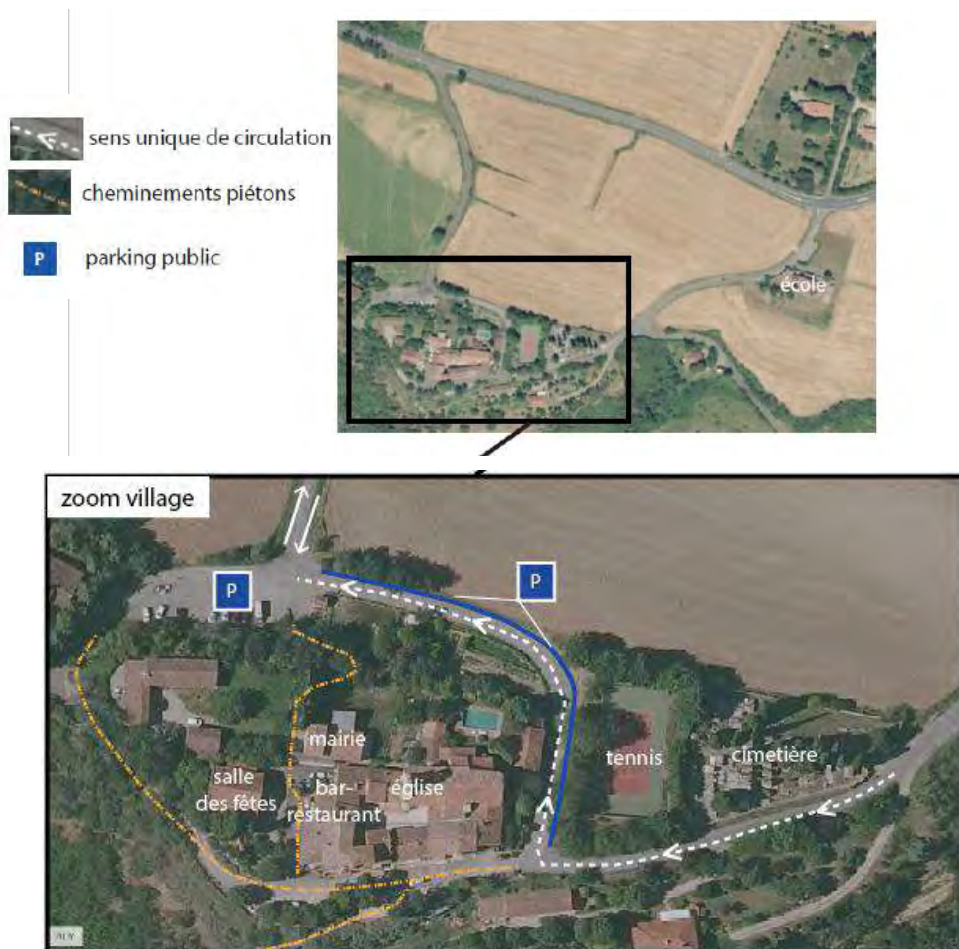 sens unique de circulation
cheminements piétons
P
parking public
école
zoom village
P
P
mairie
tennis
cimetière
salle
des fêtes
bar-
restaurant
église